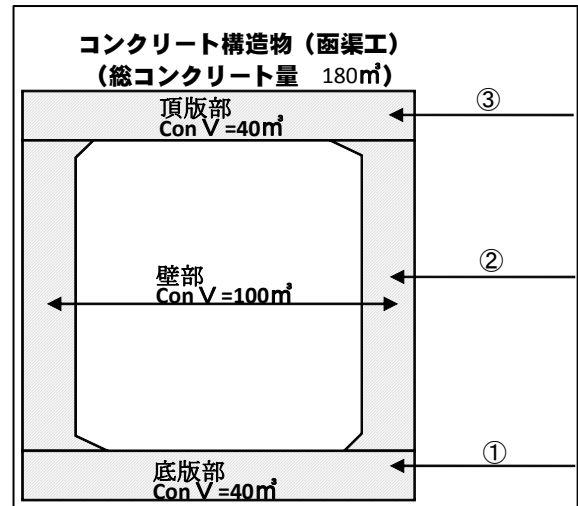 コンクリート構造物（函渠工）
（総コンクリート量　180㎥）
頂版部
Con V =40㎥
③
壁部
Con V =100㎥
②
底版部
Con V =40㎥
①